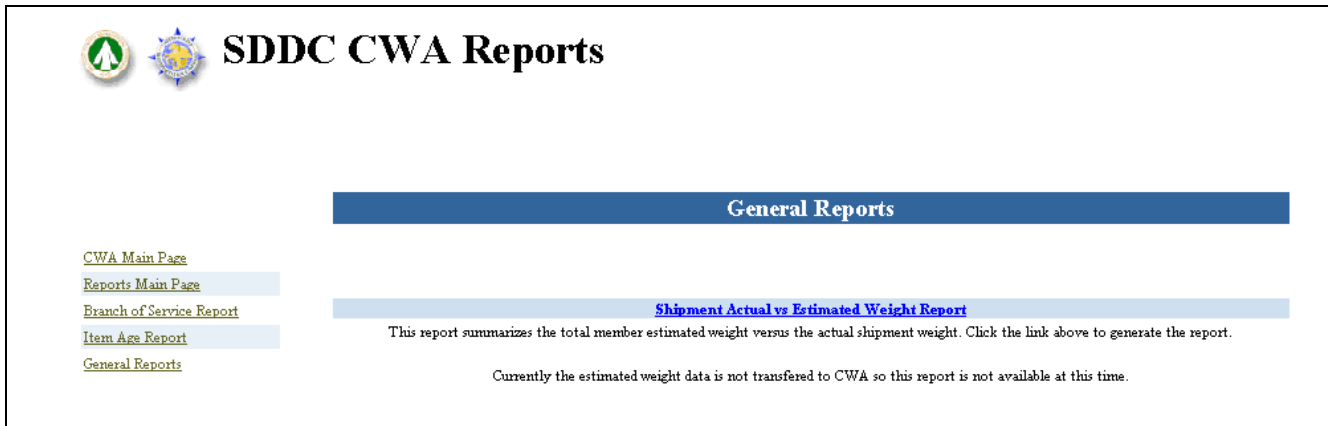 SDDC CWA Reports
General Reports
CWA Main Page
Reports Main Page
Branch of Service Report
Item Age Report
General Reports
Shipment Actual vs Estimated Weight Report
This report summarizes the total member estimated weight versus the actual shipment weight. Click the link above to generate the report.
Currently the estimated weight data is not transfered to CWA so this report is not available at this time.